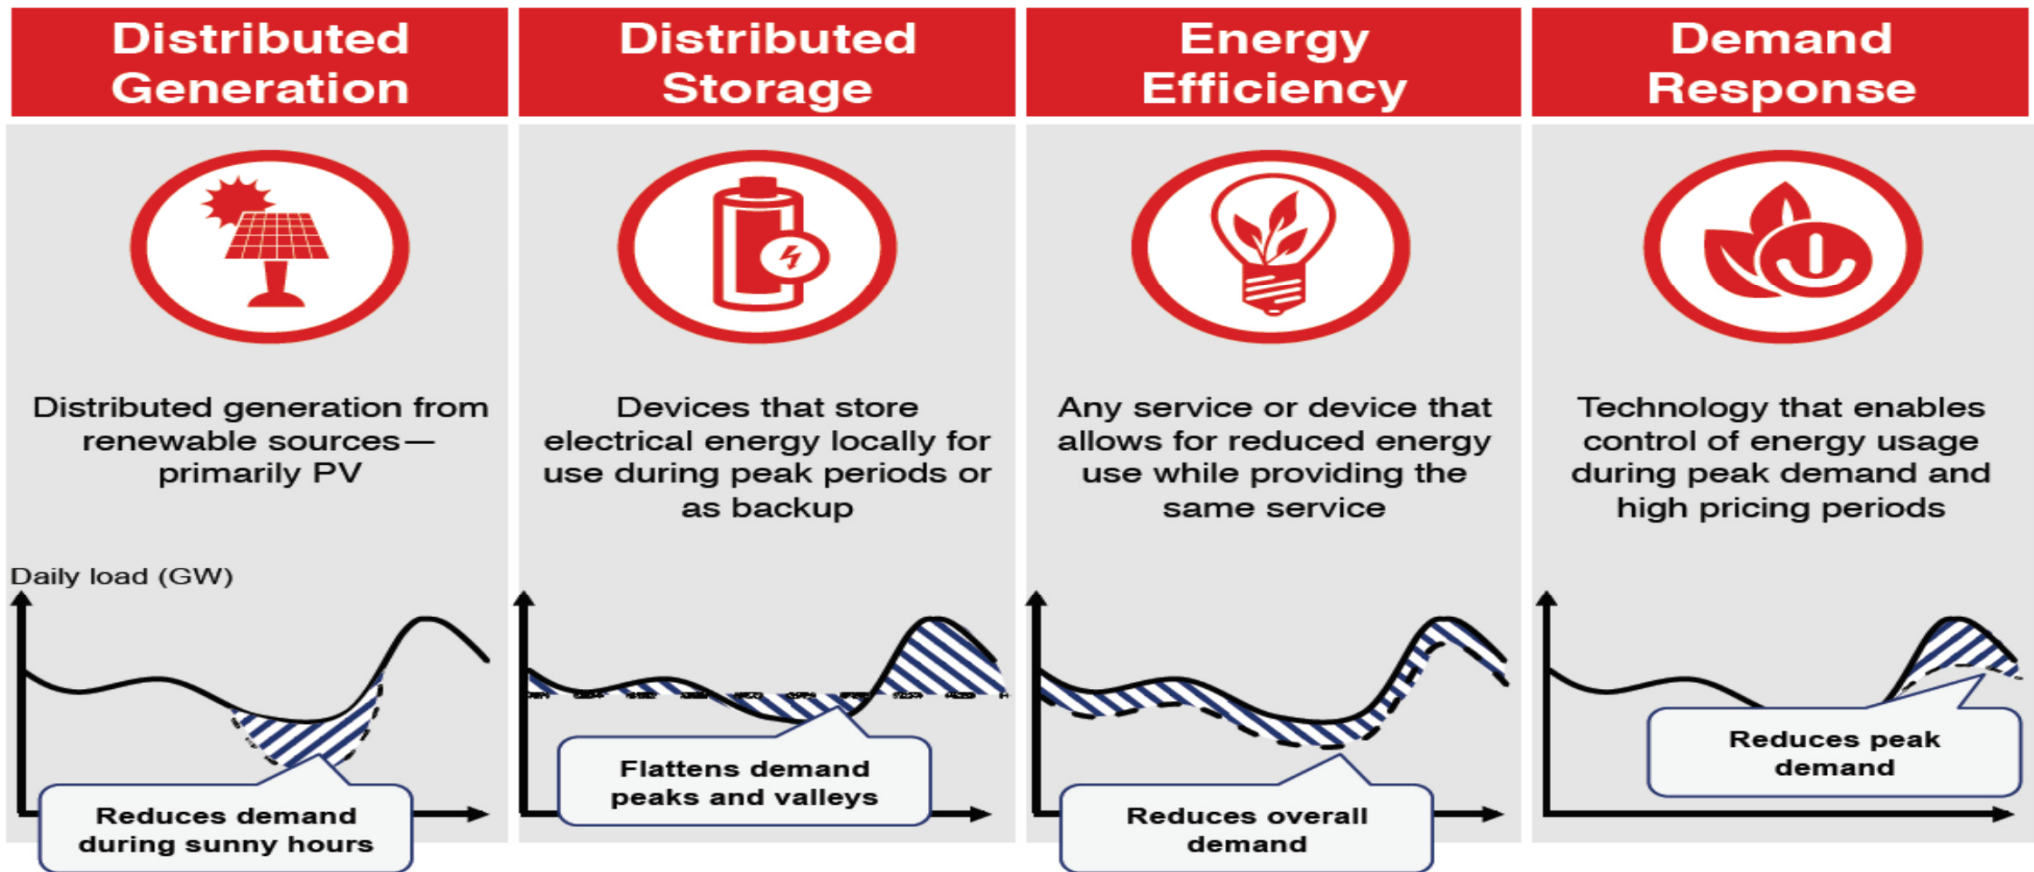 Distributed
Generation
Distributed generation from
renewable sources—
primarily PV
Daily load (GW)
Reduces demand
during sunny hours
Distributed
Storage
Devices that store
electrical energy locally for
use during peak periods or
as backup
Flattens demand
peaks and valleys
Energy
Efficiency
Any service or device that
allows for reduced energy
use while providing the
same service
Reduces overall
demand
Demand
Response
Technology that enables
control of energy usage
during peak demand and
high pricing periods
Reduces peak
demand